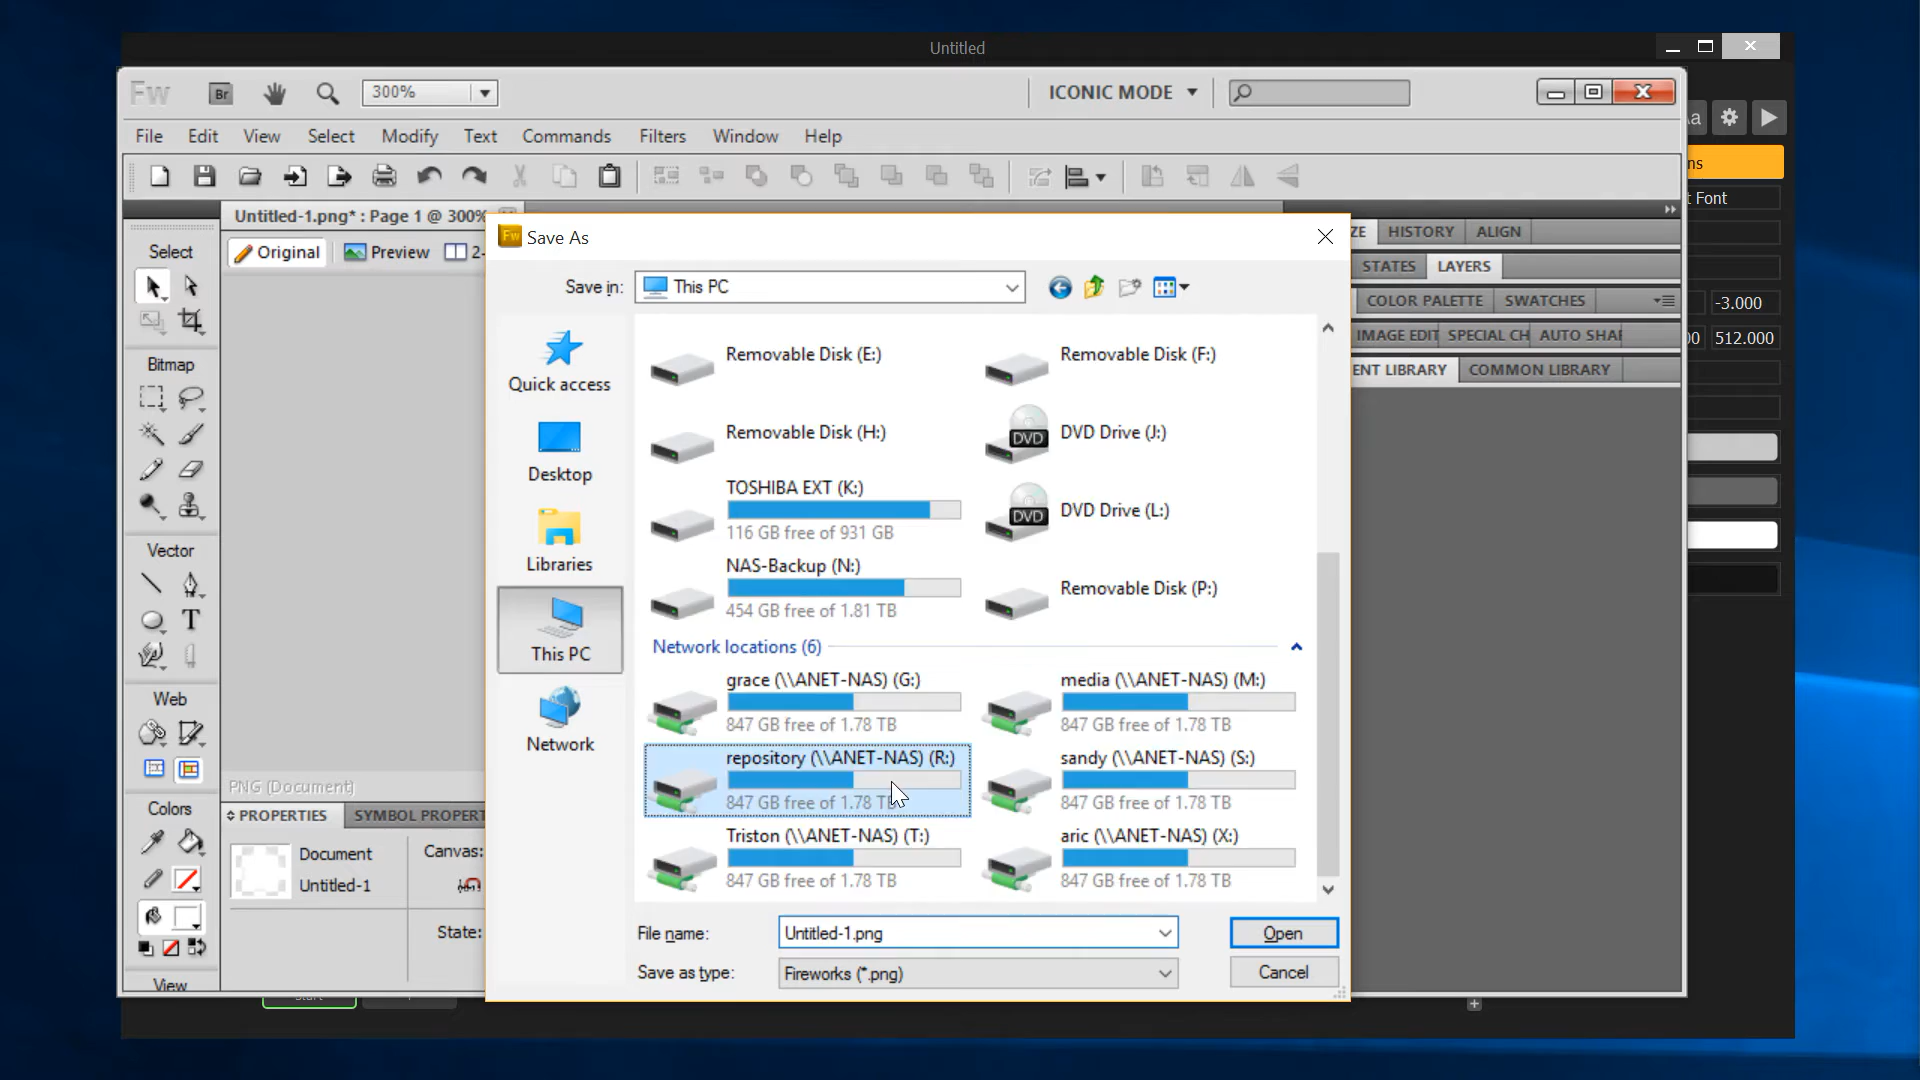 Untitled
Fw
Br
300%
ICONIC MODE
File Edit View Select Modify Text Commands Filters Window Help
Aa
ns
t Font
Untitled-1.png* : Page 1 @ 300%
Original Preview 2-
Save As
ZE HISTORY ALIGN
STATES LAYERS
COLOR PALETTE SWATCHES
-3.000
IMAGE EDIT SPECIAL CH AUTO SHA
00 512.000
ENT LIBRARY COMMON LIBRARY
Select
Bitmap
Vector
T
Web
Colors
View
Save in: This PC
Quick access
Desktop
Libraries
This PC
Network
Removable Disk (E:)
Removable Disk (F:)
Removable Disk (H:)
DVD
DVD Drive (J:)
TOSHIBA EXT (K:)
116 GB free of 931 GB
DVD
DVD Drive (L:)
NAS-Backup (N:)
454 GB free of 1.81 TB
Removable Disk (P:)
Network locations (6)
grace (\\ANET-NAS) (G:)
847 GB free of 1.78 TB
media (\\ANET-NAS) (M:)
847 GB free of 1.78 TB
repository (\\ANET-NAS) (R:)
847 GB free of 1.78 TB
sandy (\\ANET-NAS) (S:)
847 GB free of 1.78 TB
Triston (\\ANET-NAS) (T:)
847 GB free of 1.78 TB
aric (\\ANET-NAS) (X:)
847 GB free of 1.78 TB
File name: Untitled-1.png
Open
Save as type: Fireworks (*.png)
Cancel
PNG (Document)
PROPERTIES SYMBOL PROPERT
Document
Untitled-1
Canvas:
State:
Start